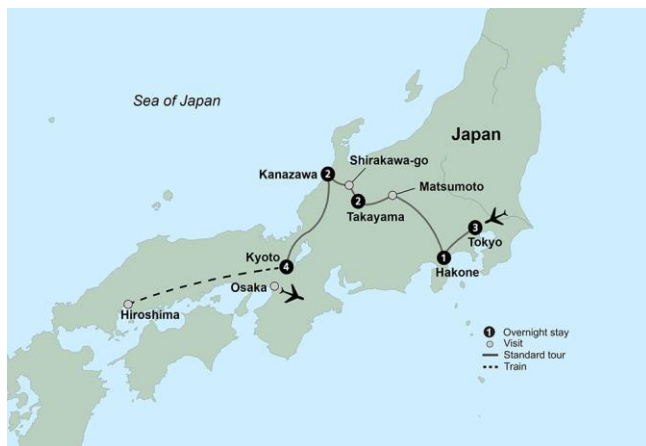 Sea of Japan
Japan
Shirakawa-go
Kanazawa
2
Matsumoto
2
Takayama
3
Tokyo
Kyoto
4
1
Hakone
Osaka
Hiroshima
1 Overnight stay
Visit
Standard tour
Train